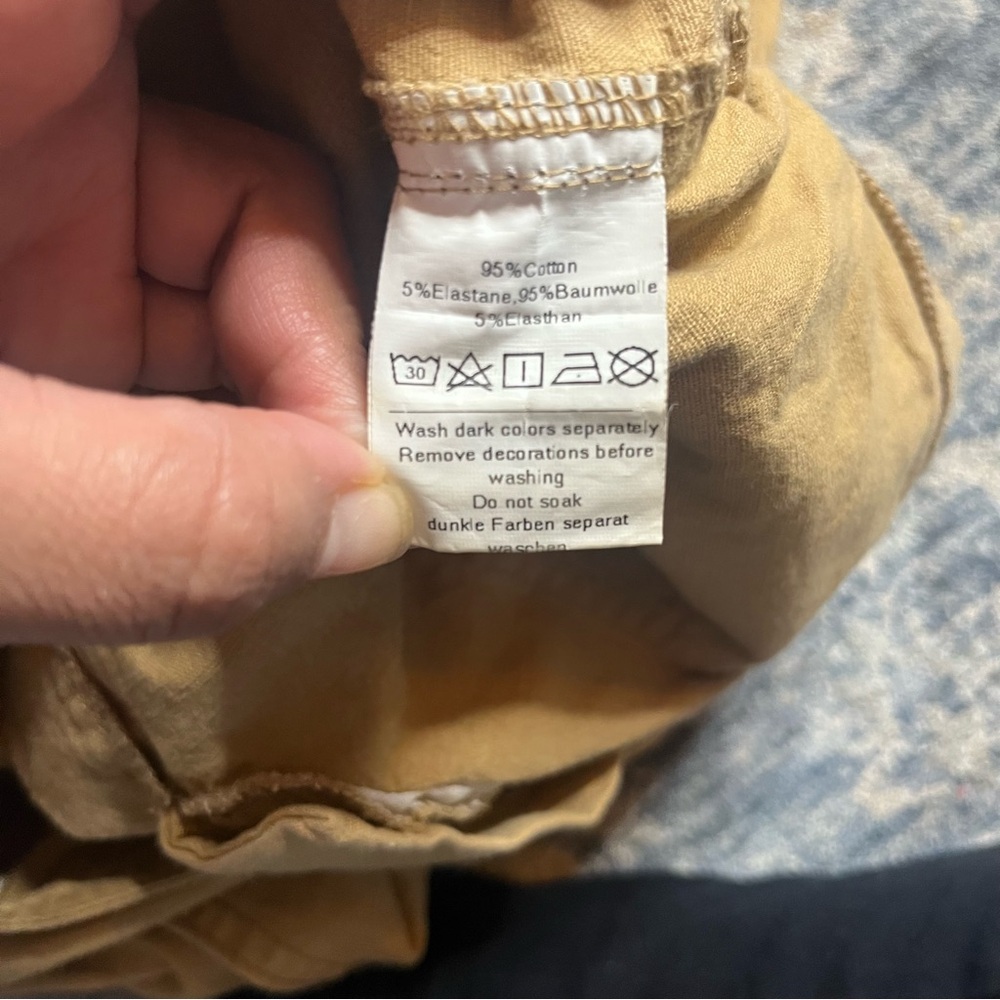 95%Cotton
5%Elastane,95%Baumwolle
5%Elasthan
30
Wash dark colors separately
Remove decorations before
washing
Do not soak
dunkle Farben separat
waschen